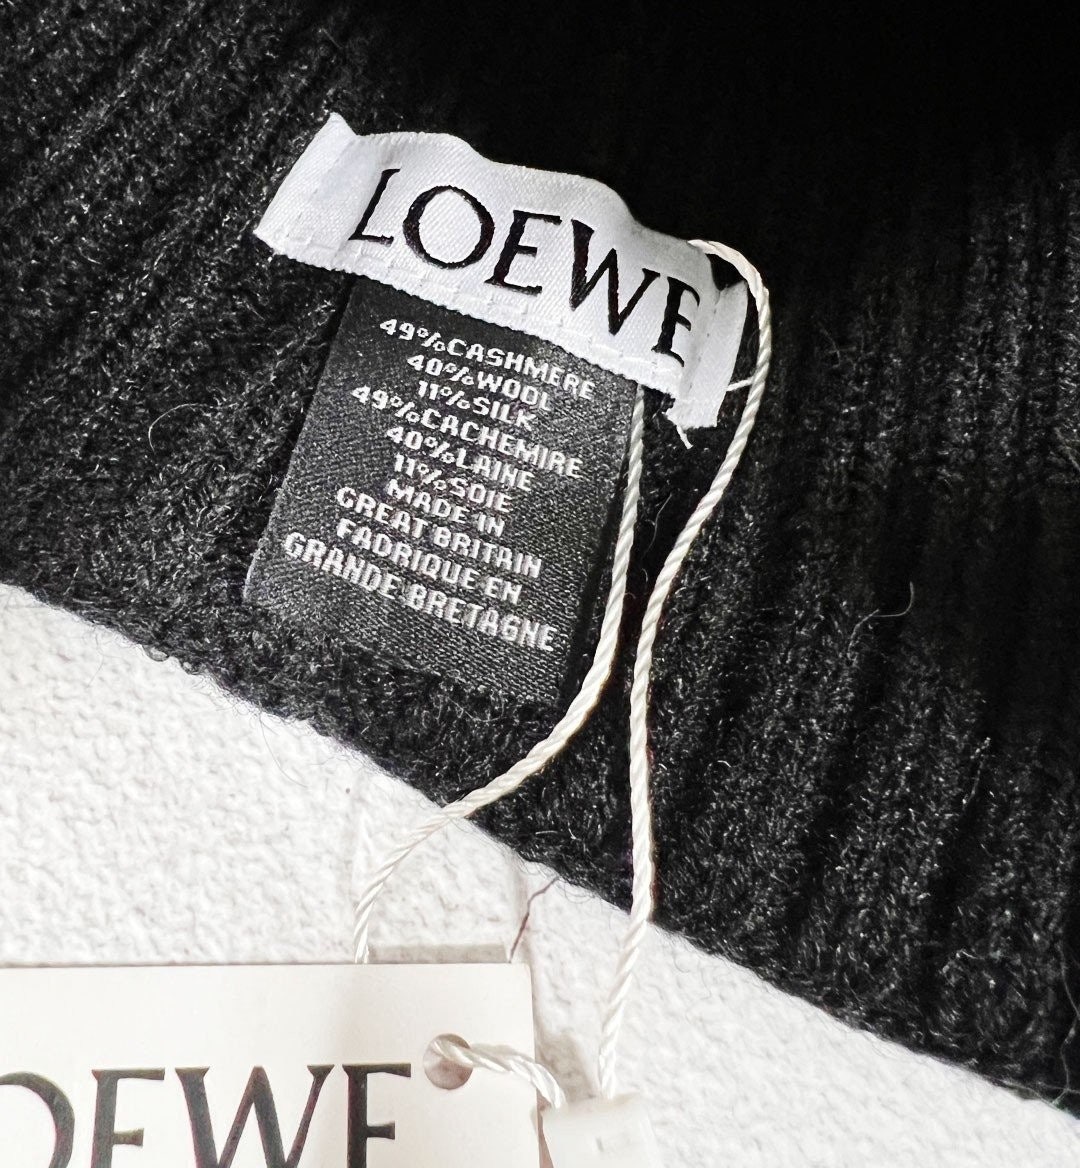 LOEWE
49%CASHMERE
40%WOOL
11%SILK
49%CACHEMIRE
40%LAINE
11%SOIE
MADE IN
GREAT BRITAIN
FADRIQUE EN
GRANDE.BRETAGNE
OEWE